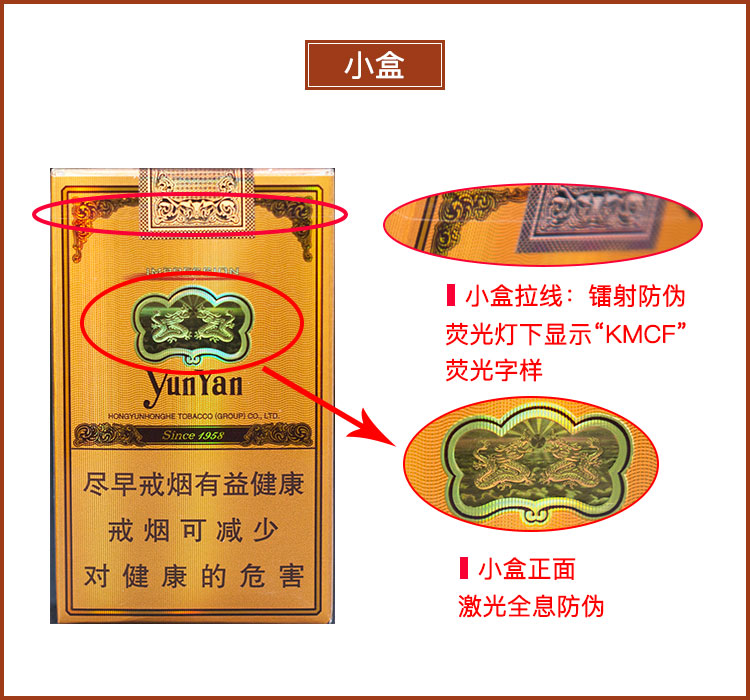 小盒
yunYan
HONGYUNHONGHE TOBACCO (GROUP) CO., LTD.
Since 1958
尽早戒烟有益健康
戒烟可减少
对健康的危害
小盒拉线：镭射防伪
荧光灯下显示“KMCF”
荧光字样
小盒正面
激光全息防伪